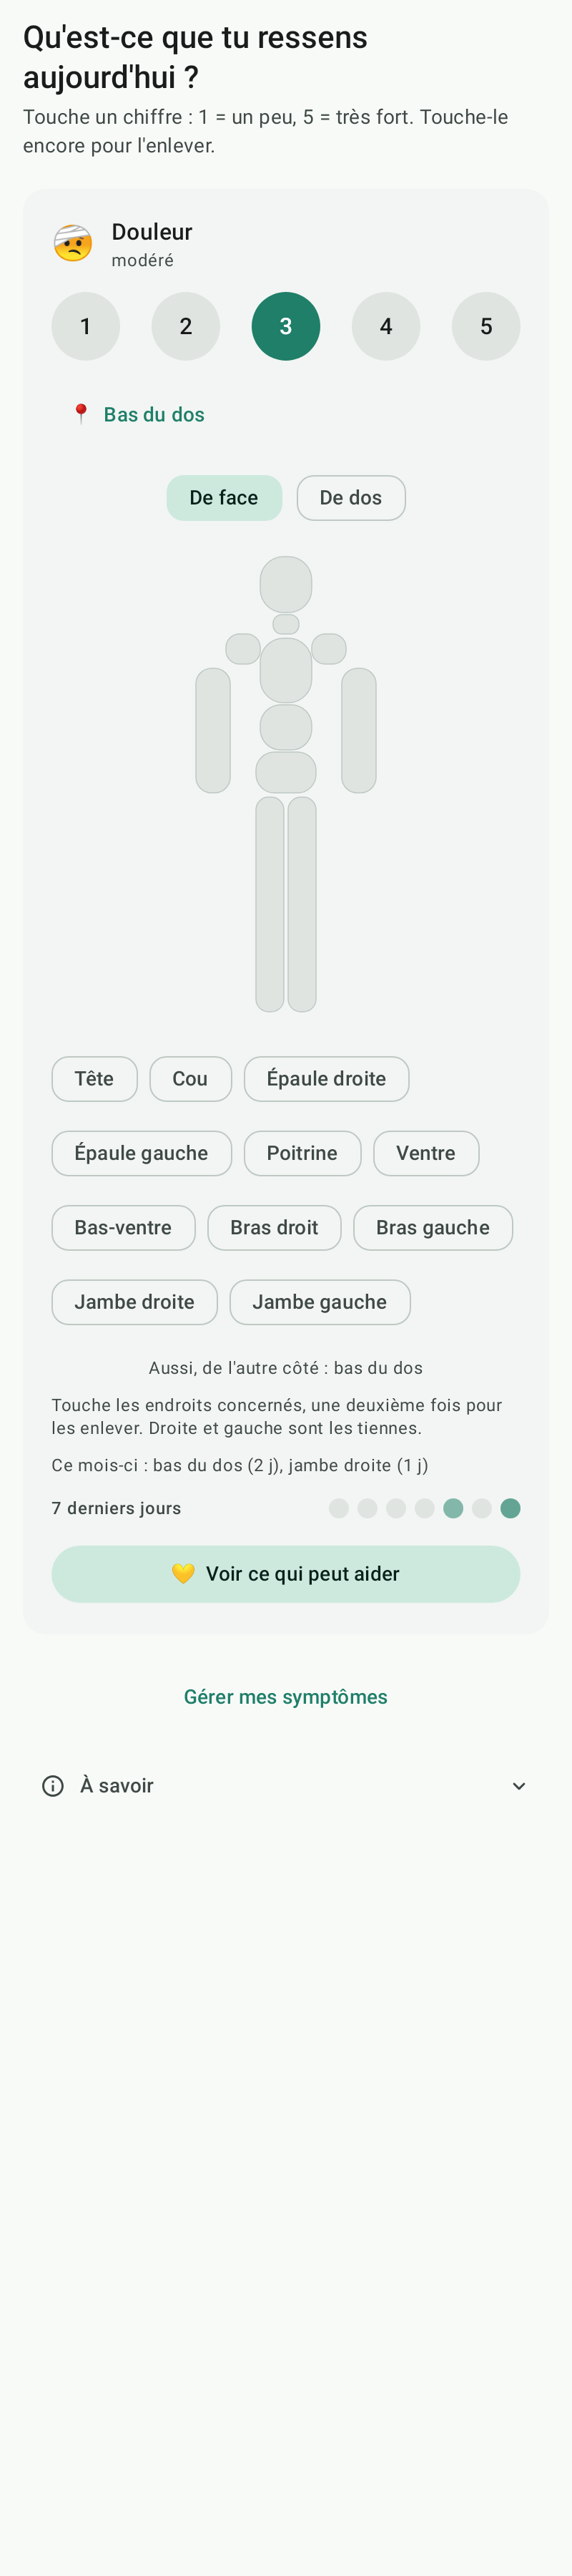 Qu'est-ce que tu ressens
aujourd'hui ?
Touche un chiffre : 1 = un peu, 5 = très fort. Touche-le
encore pour l'enlever.
Douleur
modéré
1 2 3 4 5
Bas du dos
De face De dos
Tête Cou Épaule droite
Épaule gauche Poitrine Ventre
Bas-ventre Bras droit Bras gauche
Jambe droite Jambe gauche
Aussi, de l'autre côté : bas du dos
Touche les endroits concernés, une deuxième fois pour
les enlever. Droite et gauche sont les tiennes.
Ce mois-ci : bas du dos (2 j), jambe droite (1 j)
7 derniers jours
Voir ce qui peut aider
Gérer mes symptômes
À savoir